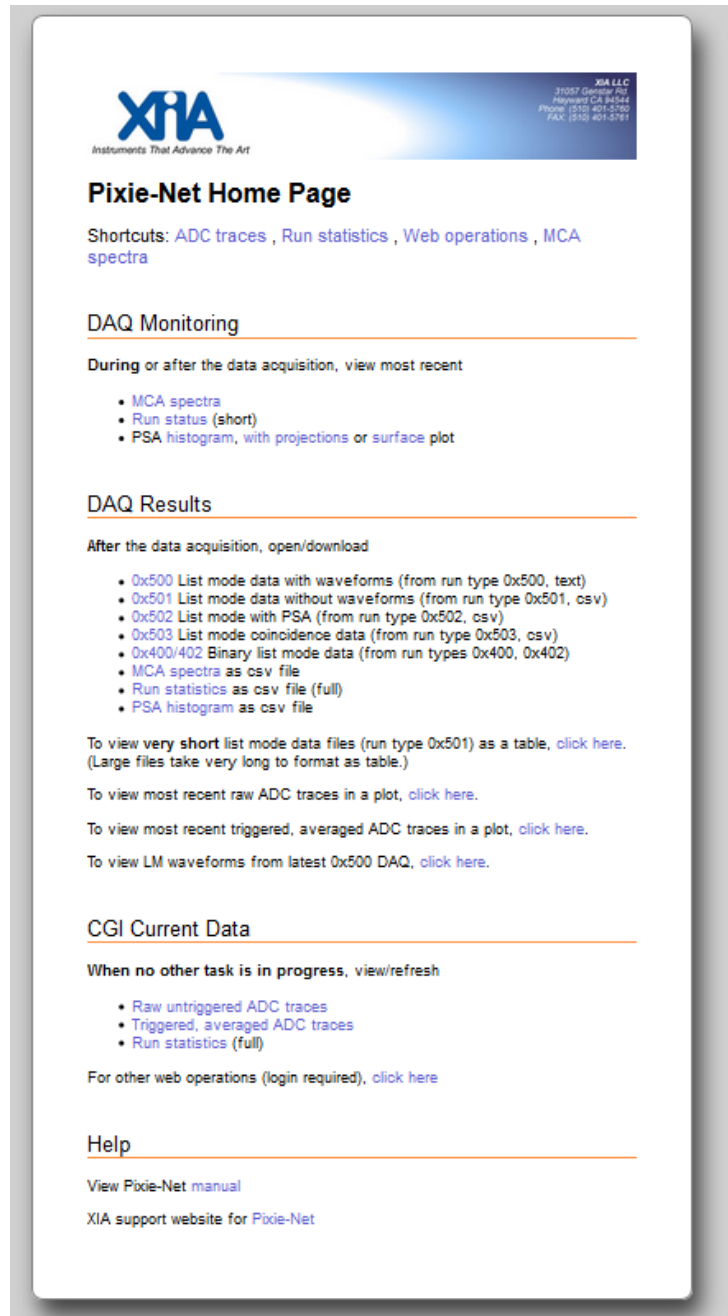 XIA
Instruments That Advance The Art
XIA LLC
31057 Genstar Rd.
Hayward CA 94544
Phone: (510) 401-5760
FAX: (510) 401-5761
Pixie-Net Home Page
Shortcuts: ADC traces , Run statistics , Web operations , MCA
spectra
DAQ Monitoring
During or after the data acquisition, view most recent
• MCA spectra
• Run status (short)
• PSA histogram, with projections or surface plot
DAQ Results
After the data acquisition, open/download
• 0x500 List mode data with waveforms (from run type 0x500, text)
• 0x501 List mode data without waveforms (from run type 0x501, csv)
• 0x502 List mode with PSA (from run type 0x502, csv)
• 0x503 List mode coincidence data (from run type 0x503, csv)
• 0x400/402 Binary list mode data (from run types 0x400, 0x402)
• MCA spectra as csv file
• Run statistics as csv file (full)
• PSA histogram as csv file
To view very short list mode data files (run type 0x501) as a table, click here.
(Large files take very long to format as table.)
To view most recent raw ADC traces in a plot, click here.
To view most recent triggered, averaged ADC traces in a plot, click here.
To view LM waveforms from latest 0x500 DAQ, click here.
CGI Current Data
When no other task is in progress, view/refresh
• Raw untriggered ADC traces
• Triggered, averaged ADC traces
• Run statistics (full)
For other web operations (login required), click here
Help
View Pixie-Net manual
XIA support website for Pixie-Net